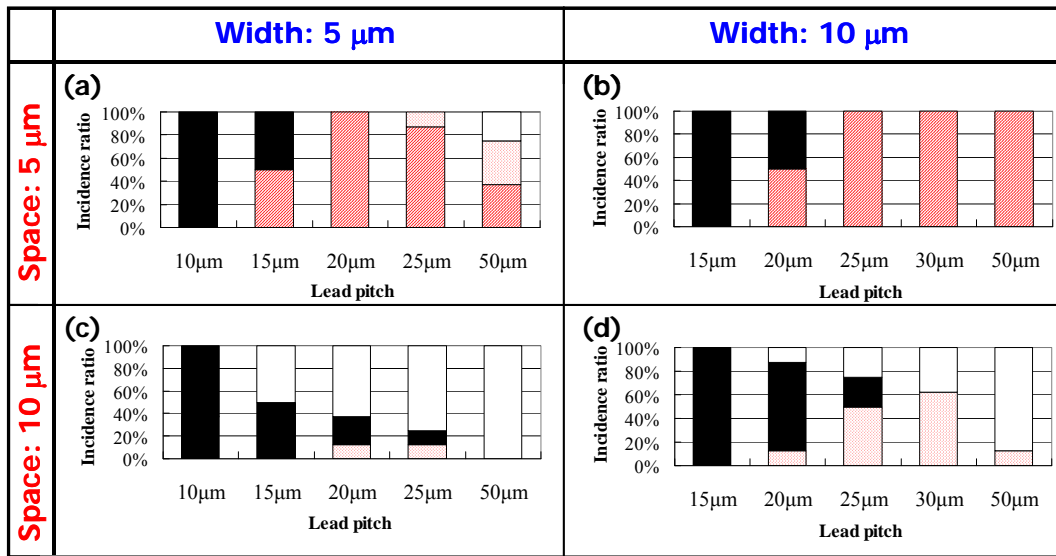 Width: 5 μm
Width: 10 μm
Space: 5 μm
(a)
Incidence ratio
100%
80%
60%
40%
20%
0%
10μm 15μm 20μm 25μm 50μm
Lead pitch
(b)
Incidence ratio
100%
80%
60%
40%
20%
0%
15μm 20μm 25μm 30μm 50μm
Lead pitch
Space: 10 μm
(c)
Incidence ratio
100%
80%
60%
40%
20%
0%
10μm 15μm 20μm 25μm 50μm
Lead pitch
(d)
Incidence ratio
100%
80%
60%
40%
20%
0%
15μm 20μm 25μm 30μm 50μm
Lead pitch